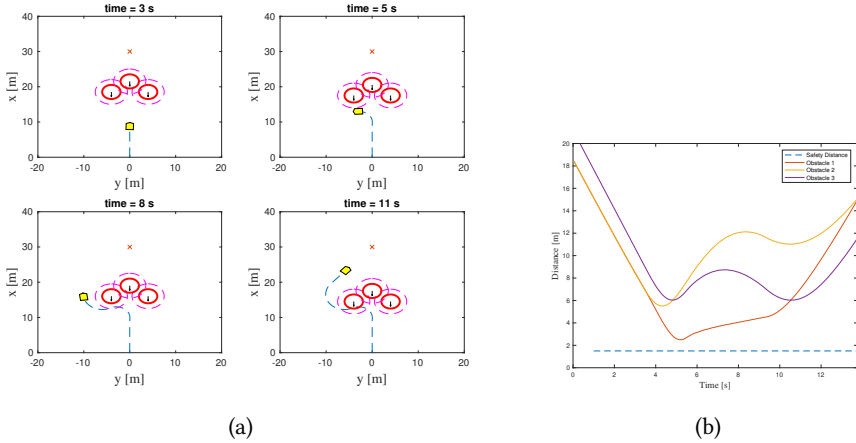 time = 3 s
40
30
20
10
0
x [m]
-20 -10 0 10 20
y [m]
time = 5 s
40
30
20
10
0
x [m]
-20 -10 0 10 20
y [m]
time = 8 s
40
30
20
10
0
x [m]
-20 -10 0 10 20
y [m]
time = 11 s
40
30
20
10
0
x [m]
-20 -10 0 10 20
y [m]
(a)
20
18
16
14
12
10
8
6
4
2
0
Distance [m]
0 2 4 6 8 10 12
Time [s]
Safety Distance
Obstacle 1
Obstacle 2
Obstacle 3
(b)